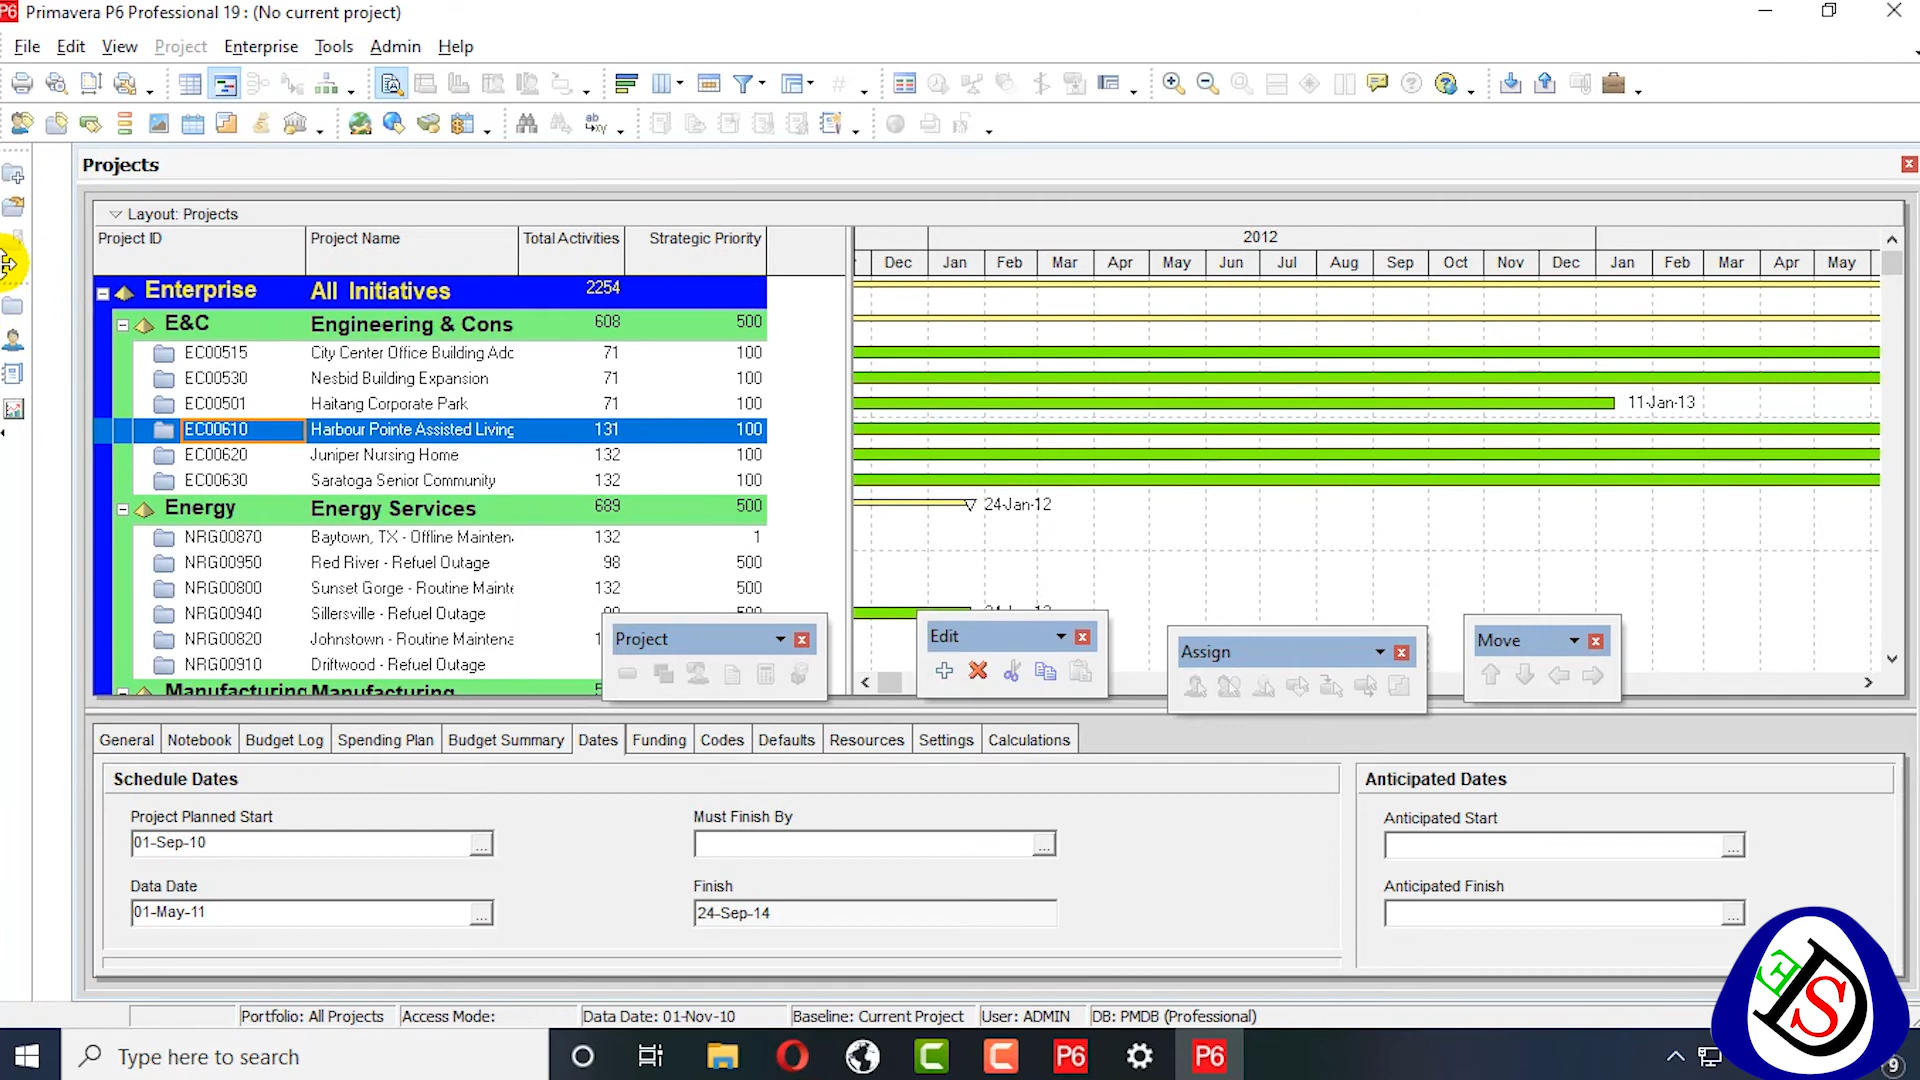 Primavera P6 Professional 19 : (No current project)
File Edit View Project Enterprise Tools Admin Help
Projects
Layout: Projects
Project ID Project Name Total Activities Strategic Priority
2012
Dec Jan Feb Mar Apr May Jun Jul Aug Sep Oct Nov Dec Jan Feb Mar Apr May
Enterprise All Initiatives 2254
E&C Engineering & Cons 608 500
EC00515 City Center Office Building Adc 71 100
EC00530 Nesbid Building Expansion 71 100
EC00501 Haitang Corporate Park 71 100 11-Jan-13
EC00610 Harbour Pointe Assisted Living 131 100
EC00620 Juniper Nursing Home 132 100
EC00630 Saratoga Senior Community 132 100
Energy Energy Services 689 500 24-Jan-12
NRG00870 Baytown, TX - Offline Mainten 132 1
NRG00950 Red River - Refuel Outage 98 500
NRG00800 Sunset Gorge - Routine Mainte 132 500
NRG00940 Sillersville - Refuel Outage
NRG00820 Johnstown - Routine Maintena
NRG00910 Driftwood - Refuel Outage
Manufacturing Manufacturing
Project
Edit
Assign
Move
General Notebook Budget Log Spending Plan Budget Summary Dates Funding Codes Defaults Resources Settings Calculations
Schedule Dates
Project Planned Start
01-Sep-10
Must Finish By
Data Date
01-May-11
Finish
24-Sep-14
Anticipated Dates
Anticipated Start
Anticipated Finish
Portfolio: All Projects Access Mode: Data Date: 01-Nov-10 Baseline: Current Project User: ADMIN DB: PMDB (Professional)
Type here to search
P6
P6